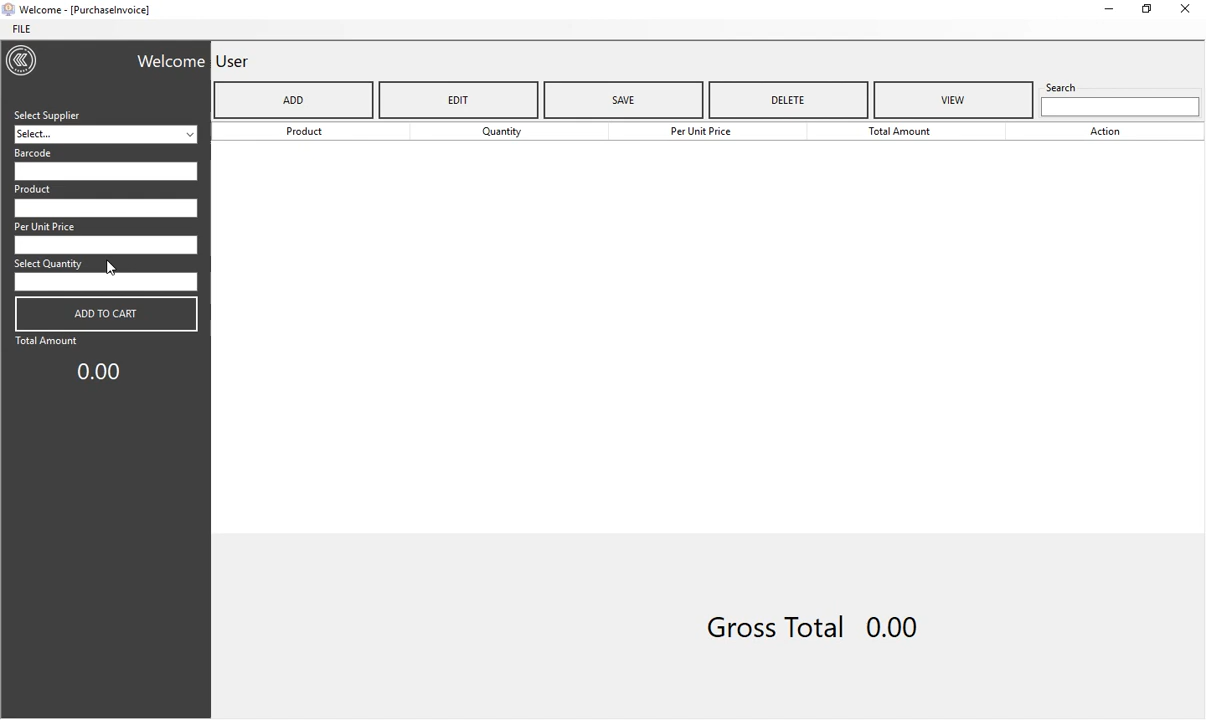 Welcome - [PurchaseInvoice]
FILE
Welcome User
ADD EDIT SAVE DELETE VIEW
Search
Product Quantity Per Unit Price Total Amount Action
Select Supplier
Select...
Barcode
Product
Per Unit Price
Select Quantity
ADD TO CART
Total Amount
0.00
Gross Total 0.00